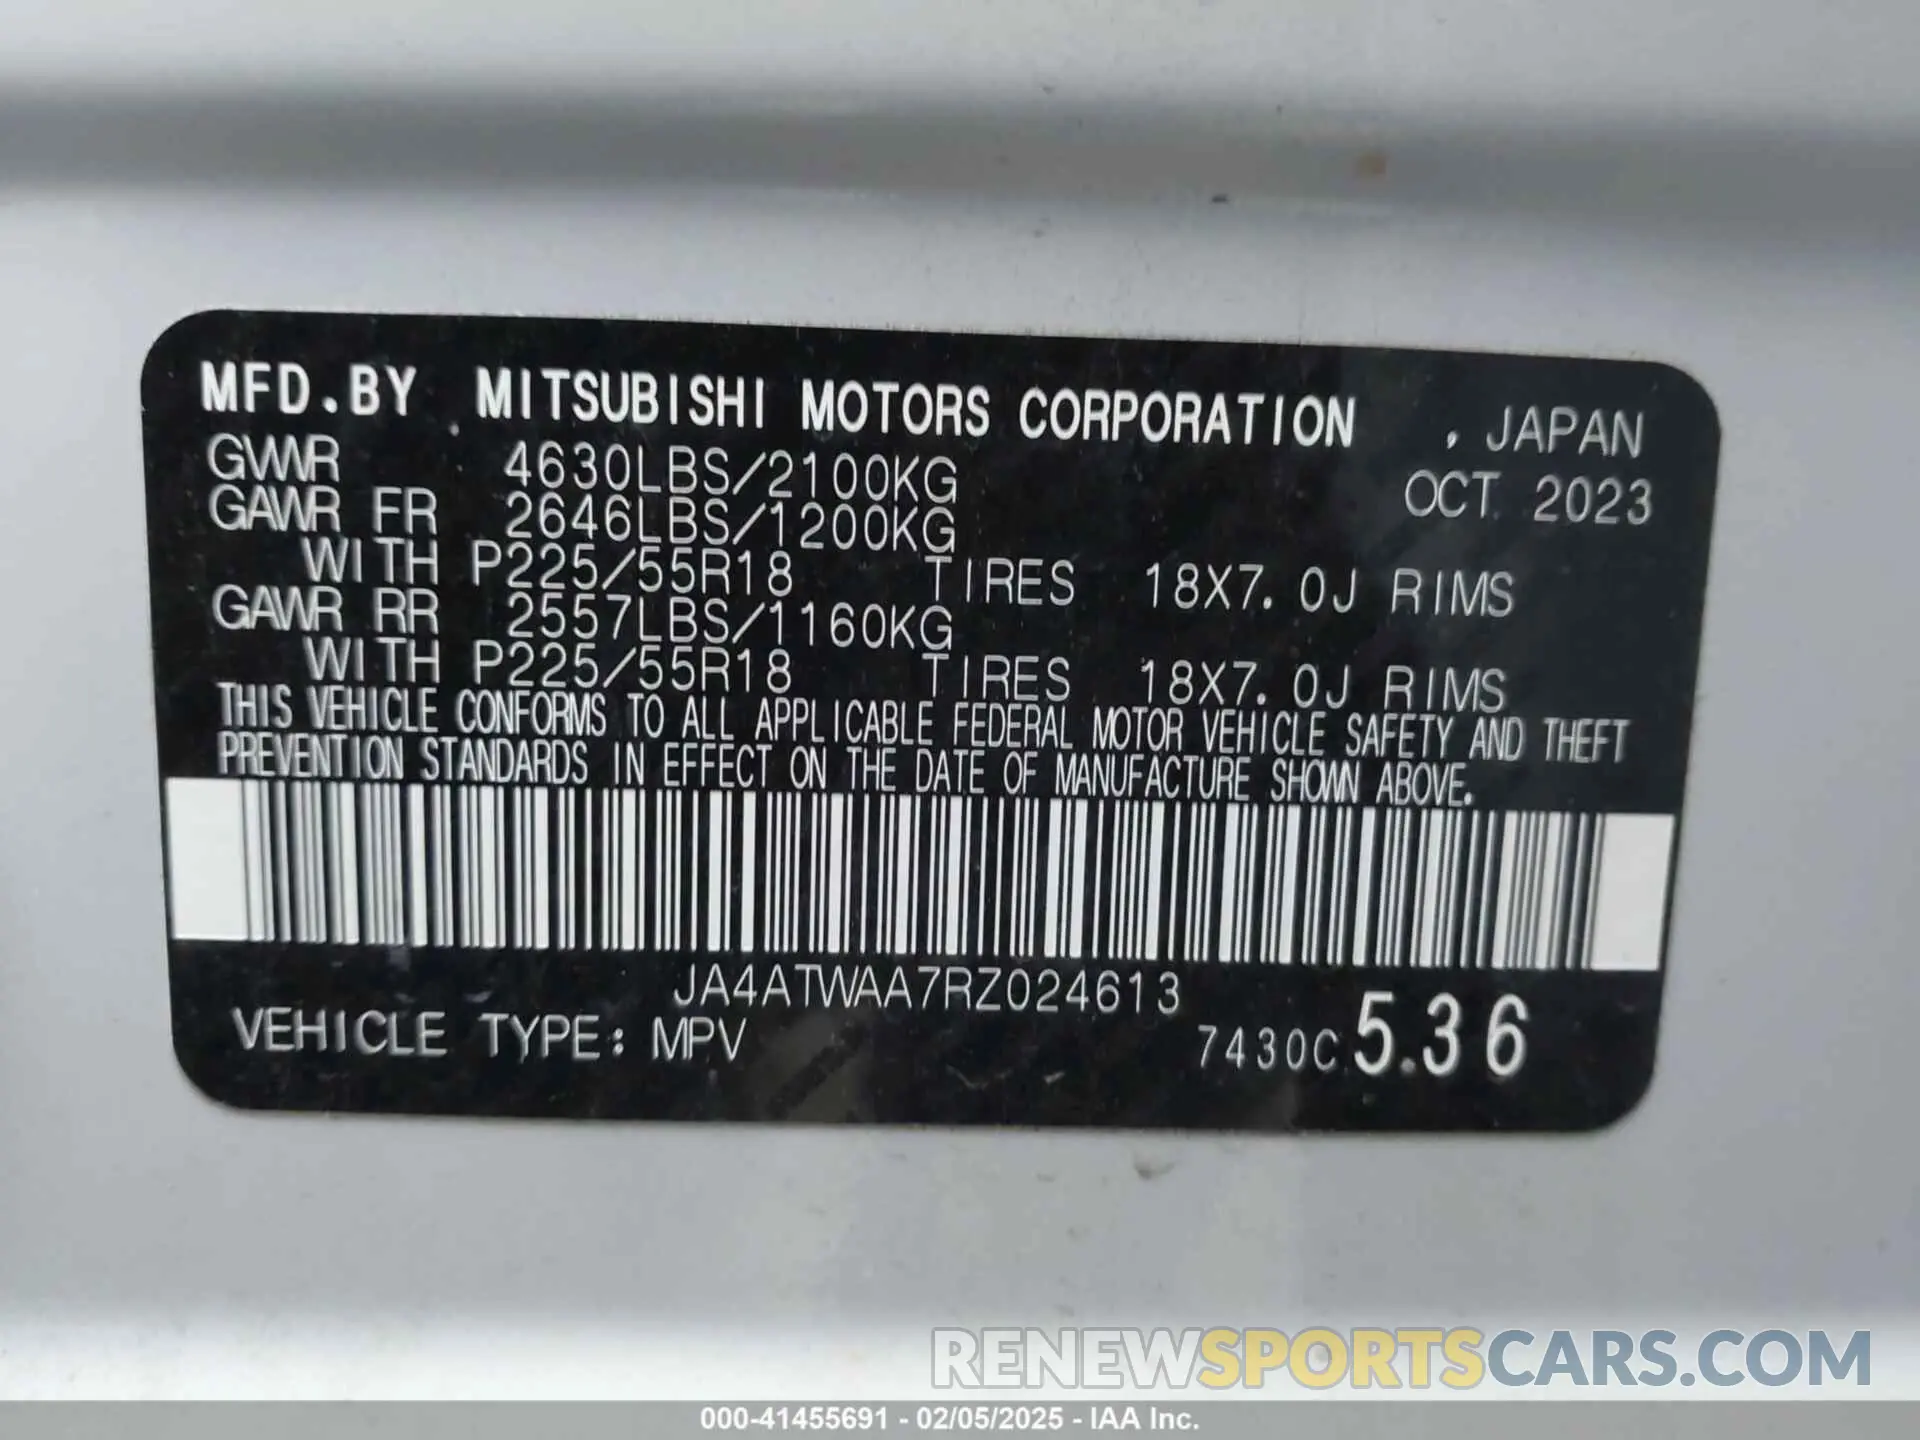 MFD.BY MITSUBISHI MOTORS CORPORATION , JAPAN
GVWR 4630LBS/2100KG OCT. 2023
GAWR FR 2646LBS/1200KG
WITH P225/55R18 TIRES 18X7.0J RIMS
GAWR RR 2557LBS/1160KG
WITH P225/55R18 TIRES 18X7.0J RIMS
THIS VEHICLE CONFORMS TO ALL APPLICABLE FEDERAL MOTOR VEHICLE SAFETY AND THEFT
PREVENTION STANDARDS IN EFFECT ON THE DATE OF MANUFACTURE SHOWN ABOVE.
JA4ATWAA7RZ024613
VEHICLE TYPE: MPV 7430C 5.36
RENEWSPORTSCARS.COM
000-41455691 - 02/05/2025 - IAA Inc.